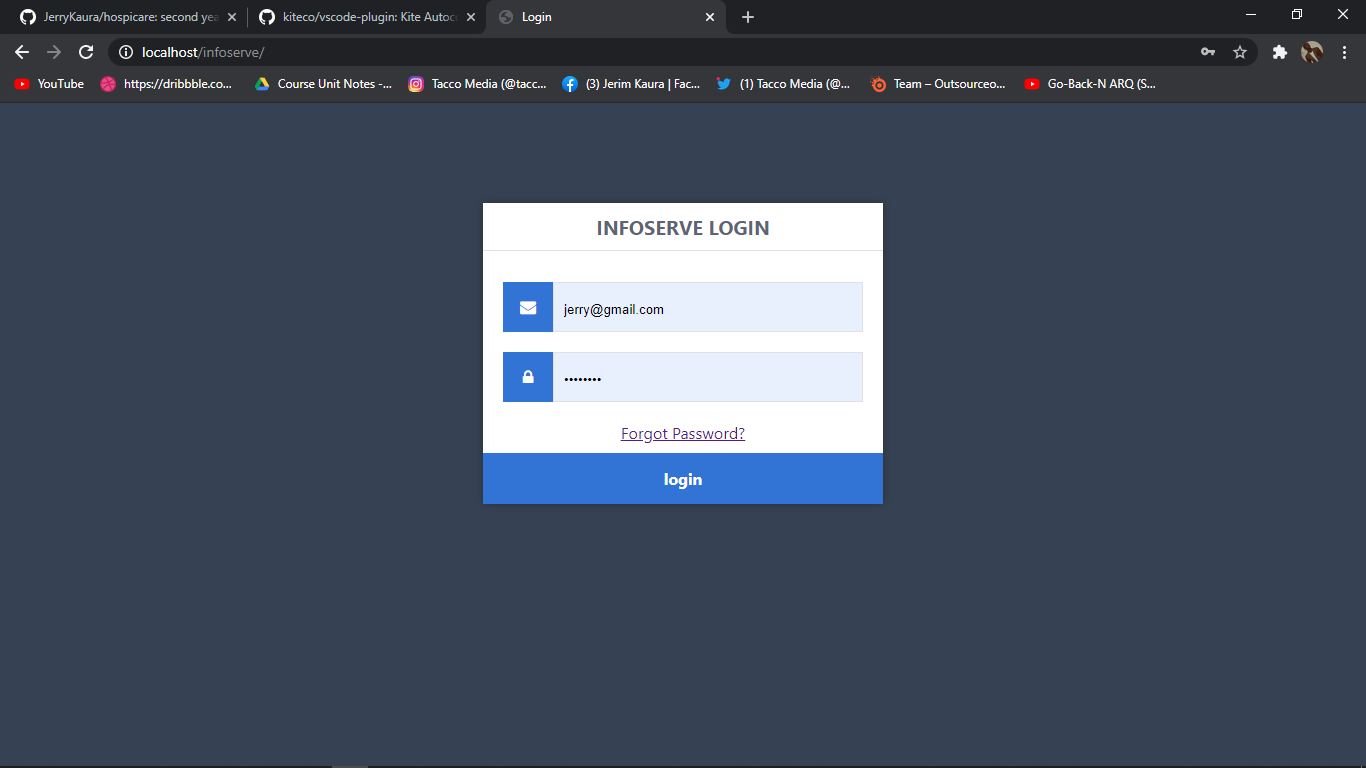 JerryKaura/hospicare: second yea
kiteco/vscode-plugin: Kite Autoco
Login
localhost/infoserve/
YouTube
https://dribbble.co...
Course Unit Notes -...
Tacco Media (@tacc...
(3) Jerim Kaura | Fac...
(1) Tacco Media (@...
Team – Outsourceo...
Go-Back-N ARQ (S...
INFOSERVE LOGIN
jerry@gmail.com
••••••••
Forgot Password?
login